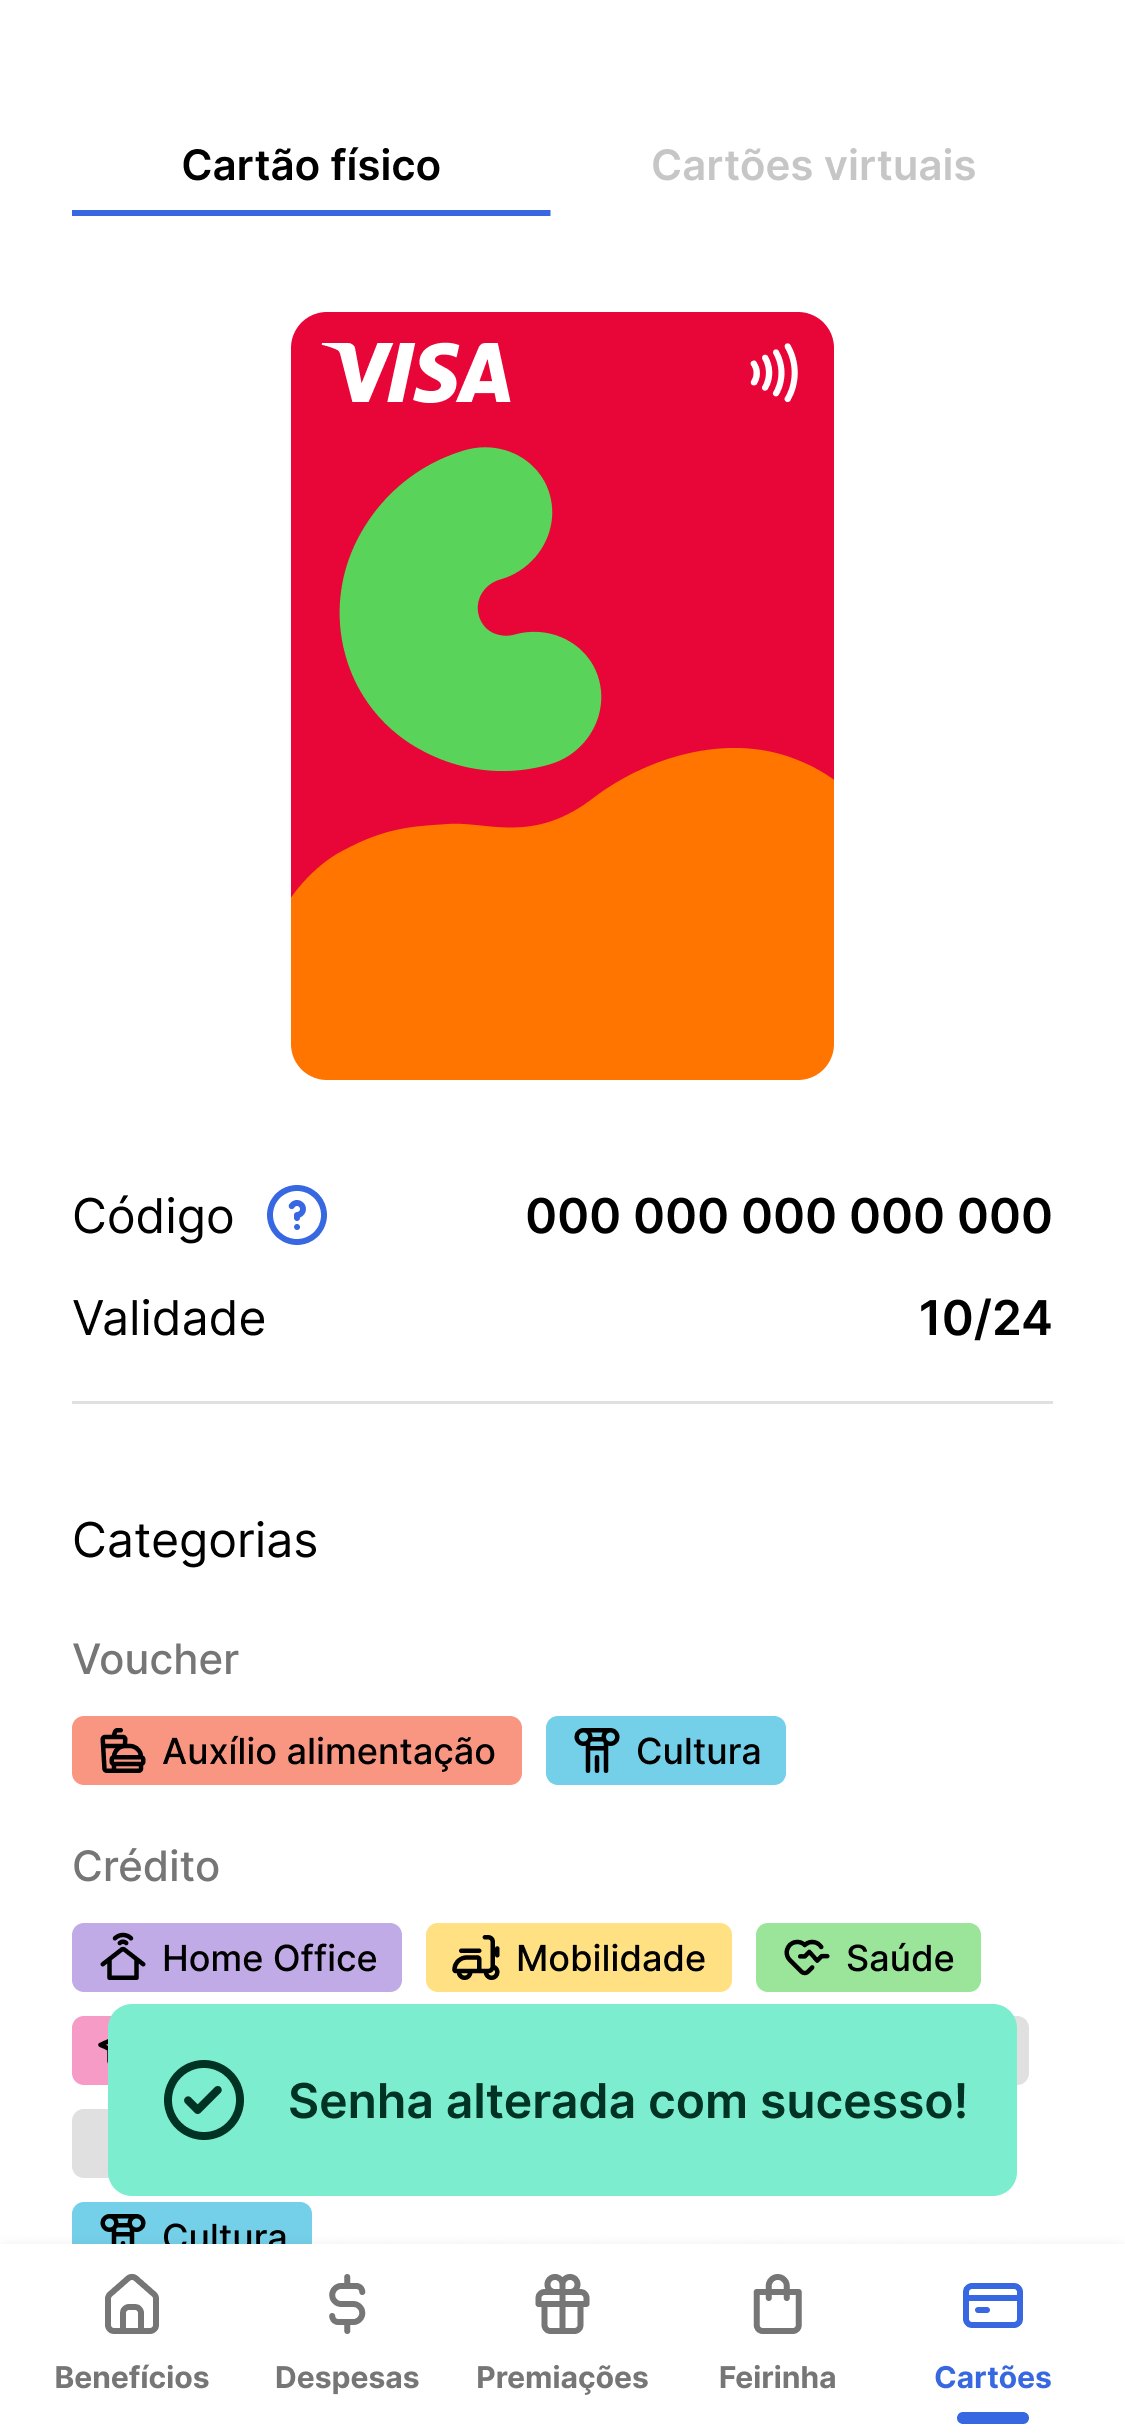 Cartão físico
Cartões virtuais
VISA
Código ? 000 000 000 000 000
Validade 10/24
Categorias
Voucher
Auxílio alimentação
Cultura
Crédito
Home Office
Mobilidade
Saúde
Senha alterada com sucesso!
Cultura
Benefícios
Despesas
Premiações
Feirinha
Cartões